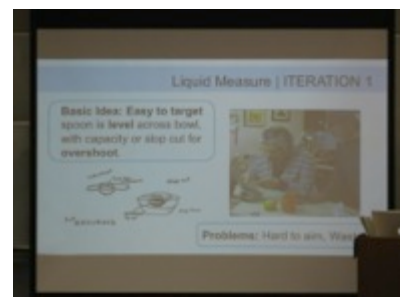 Liquid Measure | ITERATION 1
Basic Idea: Easy to target
spoon is level across bowl,
with capacity or stop cut for
overshoot.
Problems: Hard to aim,